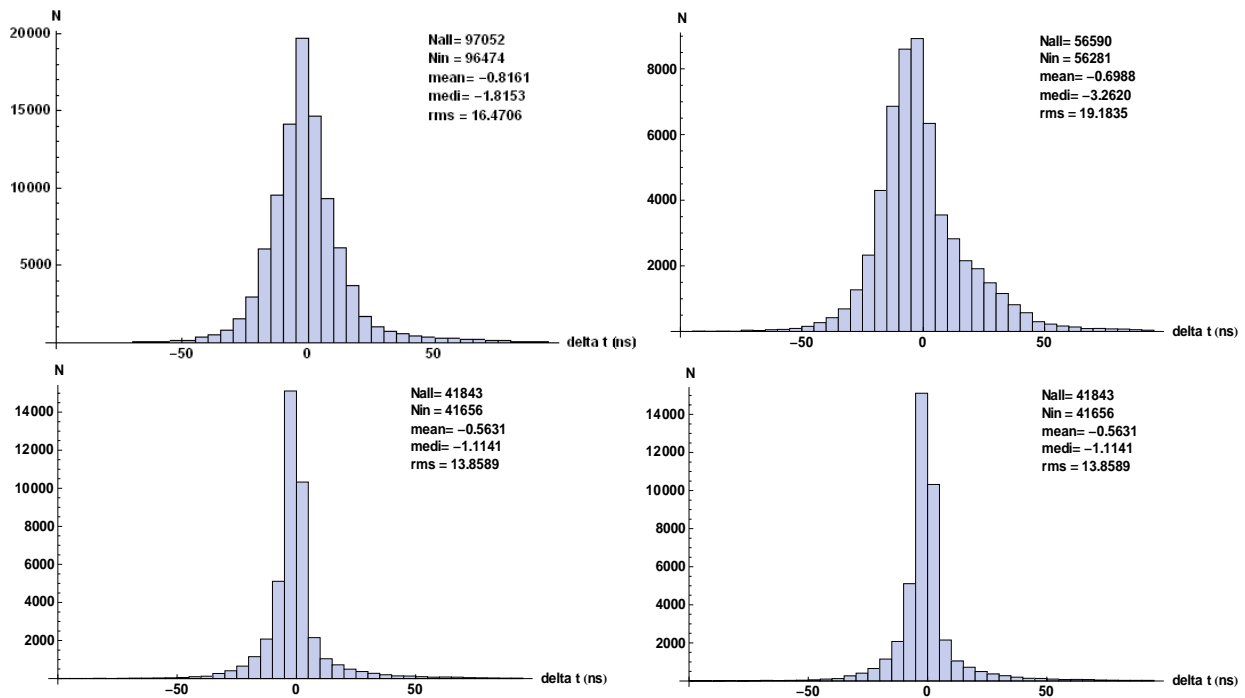 N
20000
15000
10000
5000
−50
0
50
delta t (ns)
Nall= 97052
Nin = 96474
mean= −0.8161
medi= −1.8153
rms = 16.4706
N
8000
6000
4000
2000
−50
0
50
delta t (ns)
Nall= 56590
Nin = 56281
mean= −0.6988
medi= −3.2620
rms = 19.1835
N
14000
12000
10000
8000
6000
4000
2000
−50
0
50
delta t (ns)
Nall= 41843
Nin = 41656
mean= −0.5631
medi= −1.1141
rms = 13.8589
N
14000
12000
10000
8000
6000
4000
2000
−50
0
50
delta t (ns)
Nall= 41843
Nin = 41656
mean= −0.5631
medi= −1.1141
rms = 13.8589